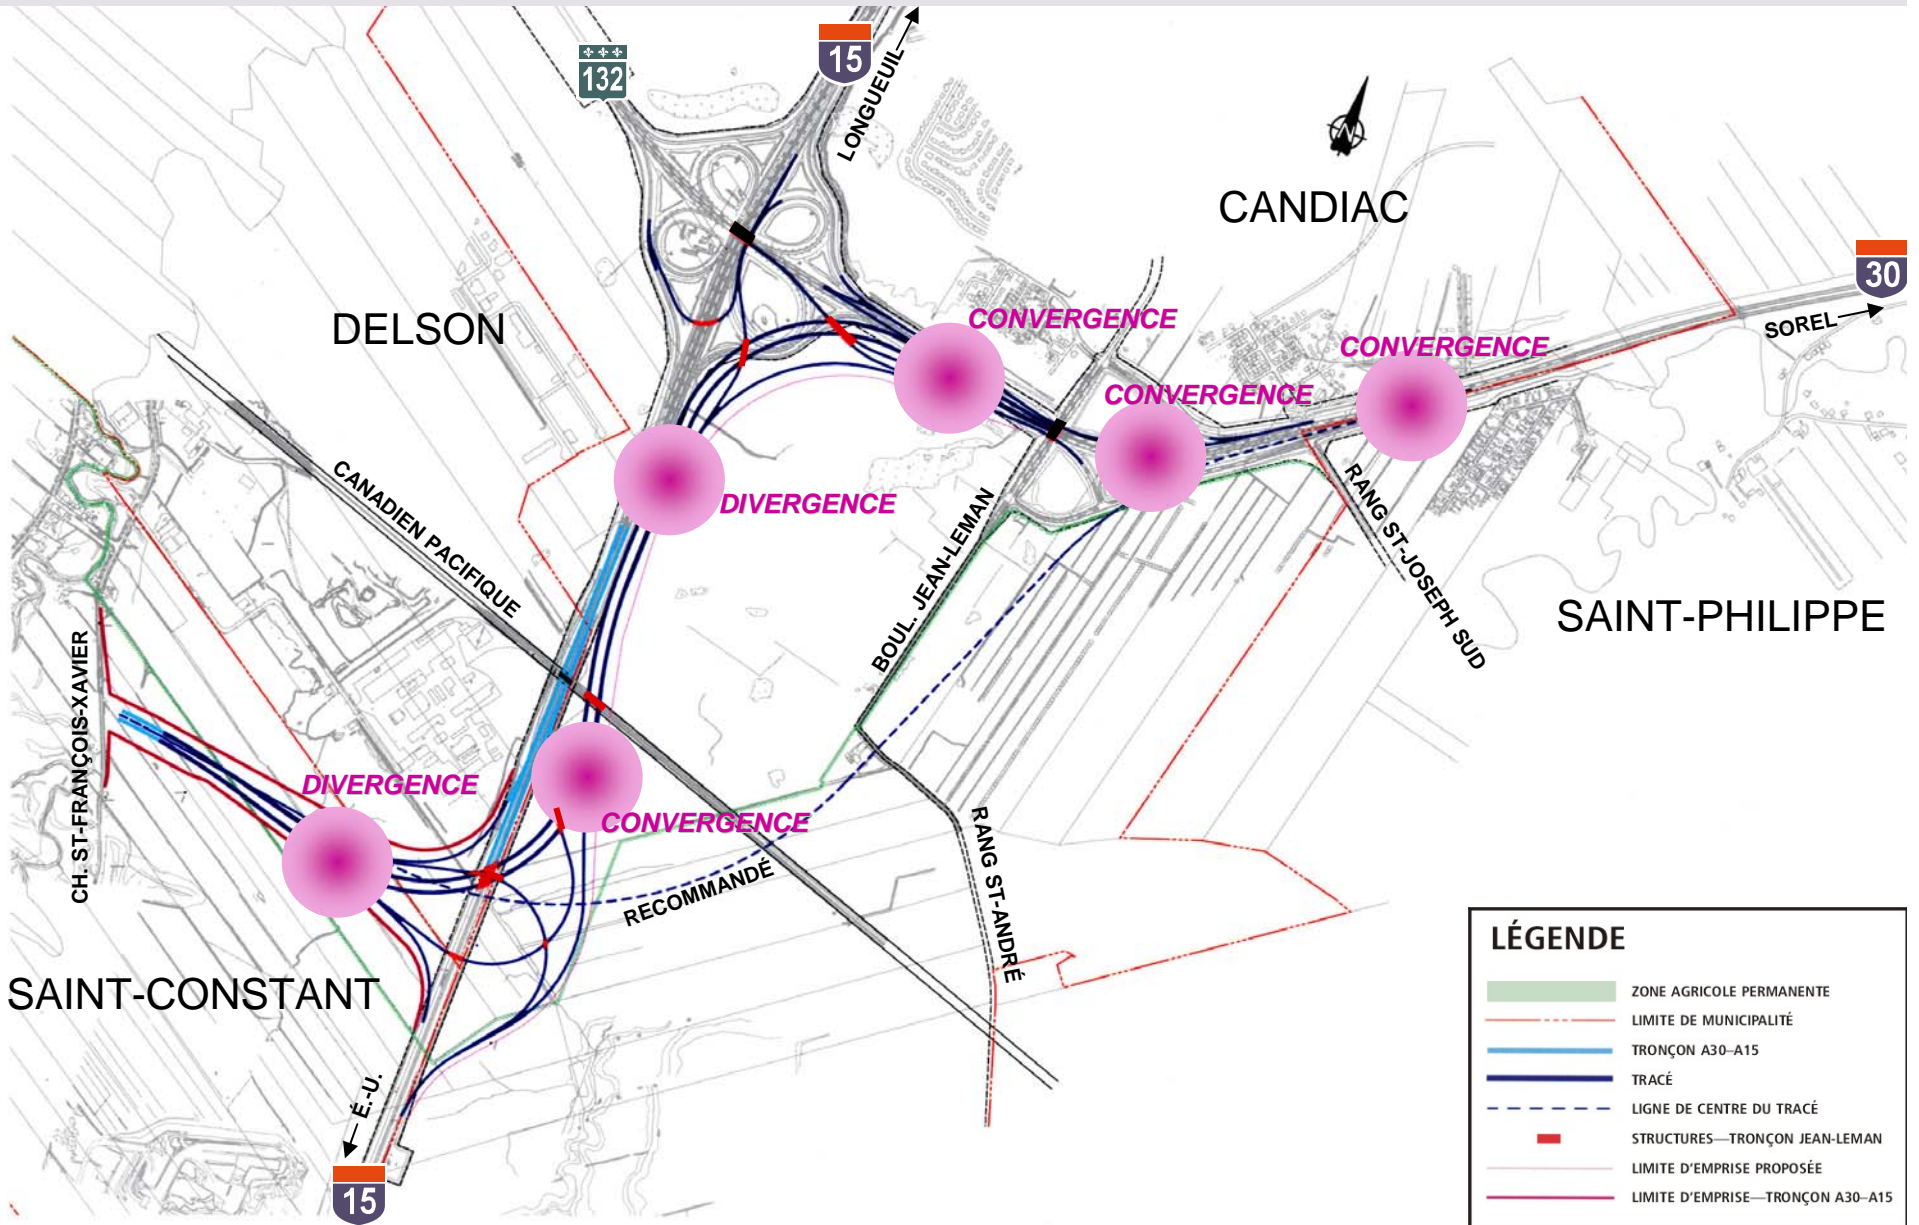 132
15
LONGUEUIL
CANDIAC
30
SOREL
DELSON
CONVERGENCE
CONVERGENCE
CONVERGENCE
CANADIEN PACIFIQUE
DIVERGENCE
BOUL. JEAN-LEMAN
RANG ST-JOSEPH SUD
SAINT-PHILIPPE
CH. ST-FRANÇOIS-XAVIER
DIVERGENCE
CONVERGENCE
RECOMMANDÉ
RANG ST-ANDRÉ
SAINT-CONSTANT
É.-U.
15
N
LÉGENDE
ZONE AGRICOLE PERMANENTE
LIMITE DE MUNICIPALITÉ
TRONÇON A30–A15
TRACÉ
LIGNE DE CENTRE DU TRACÉ
STRUCTURES—TRONÇON JEAN-LEMAN
LIMITE D'EMPRISE PROPOSÉE
LIMITE D'EMPRISE—TRONÇON A30–A15